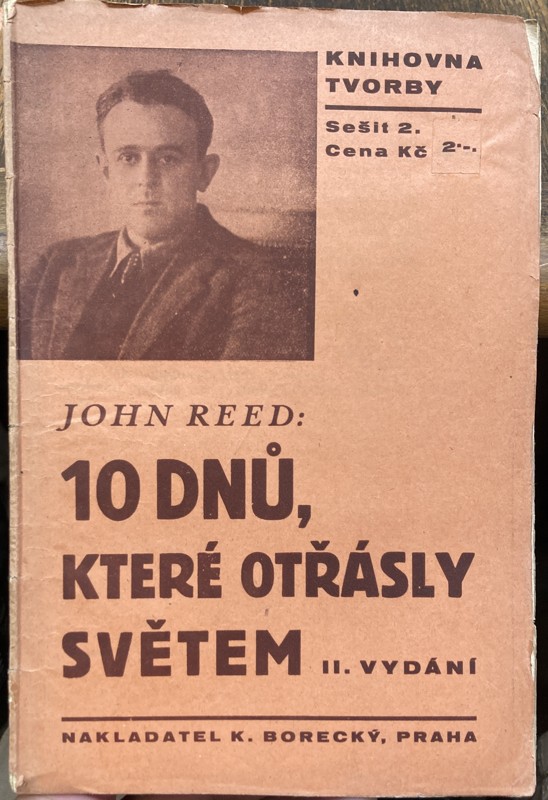 KNIHOVNA
TVORBY
Sešit 2.
Cena Kč 2·-.
JOHN REED:
10 DNŮ,
KTERÉ OTŘÁSLY
SVĚTEM II. VYDÁNÍ
NAKLADATEL K. BORECKÝ, PRAHA